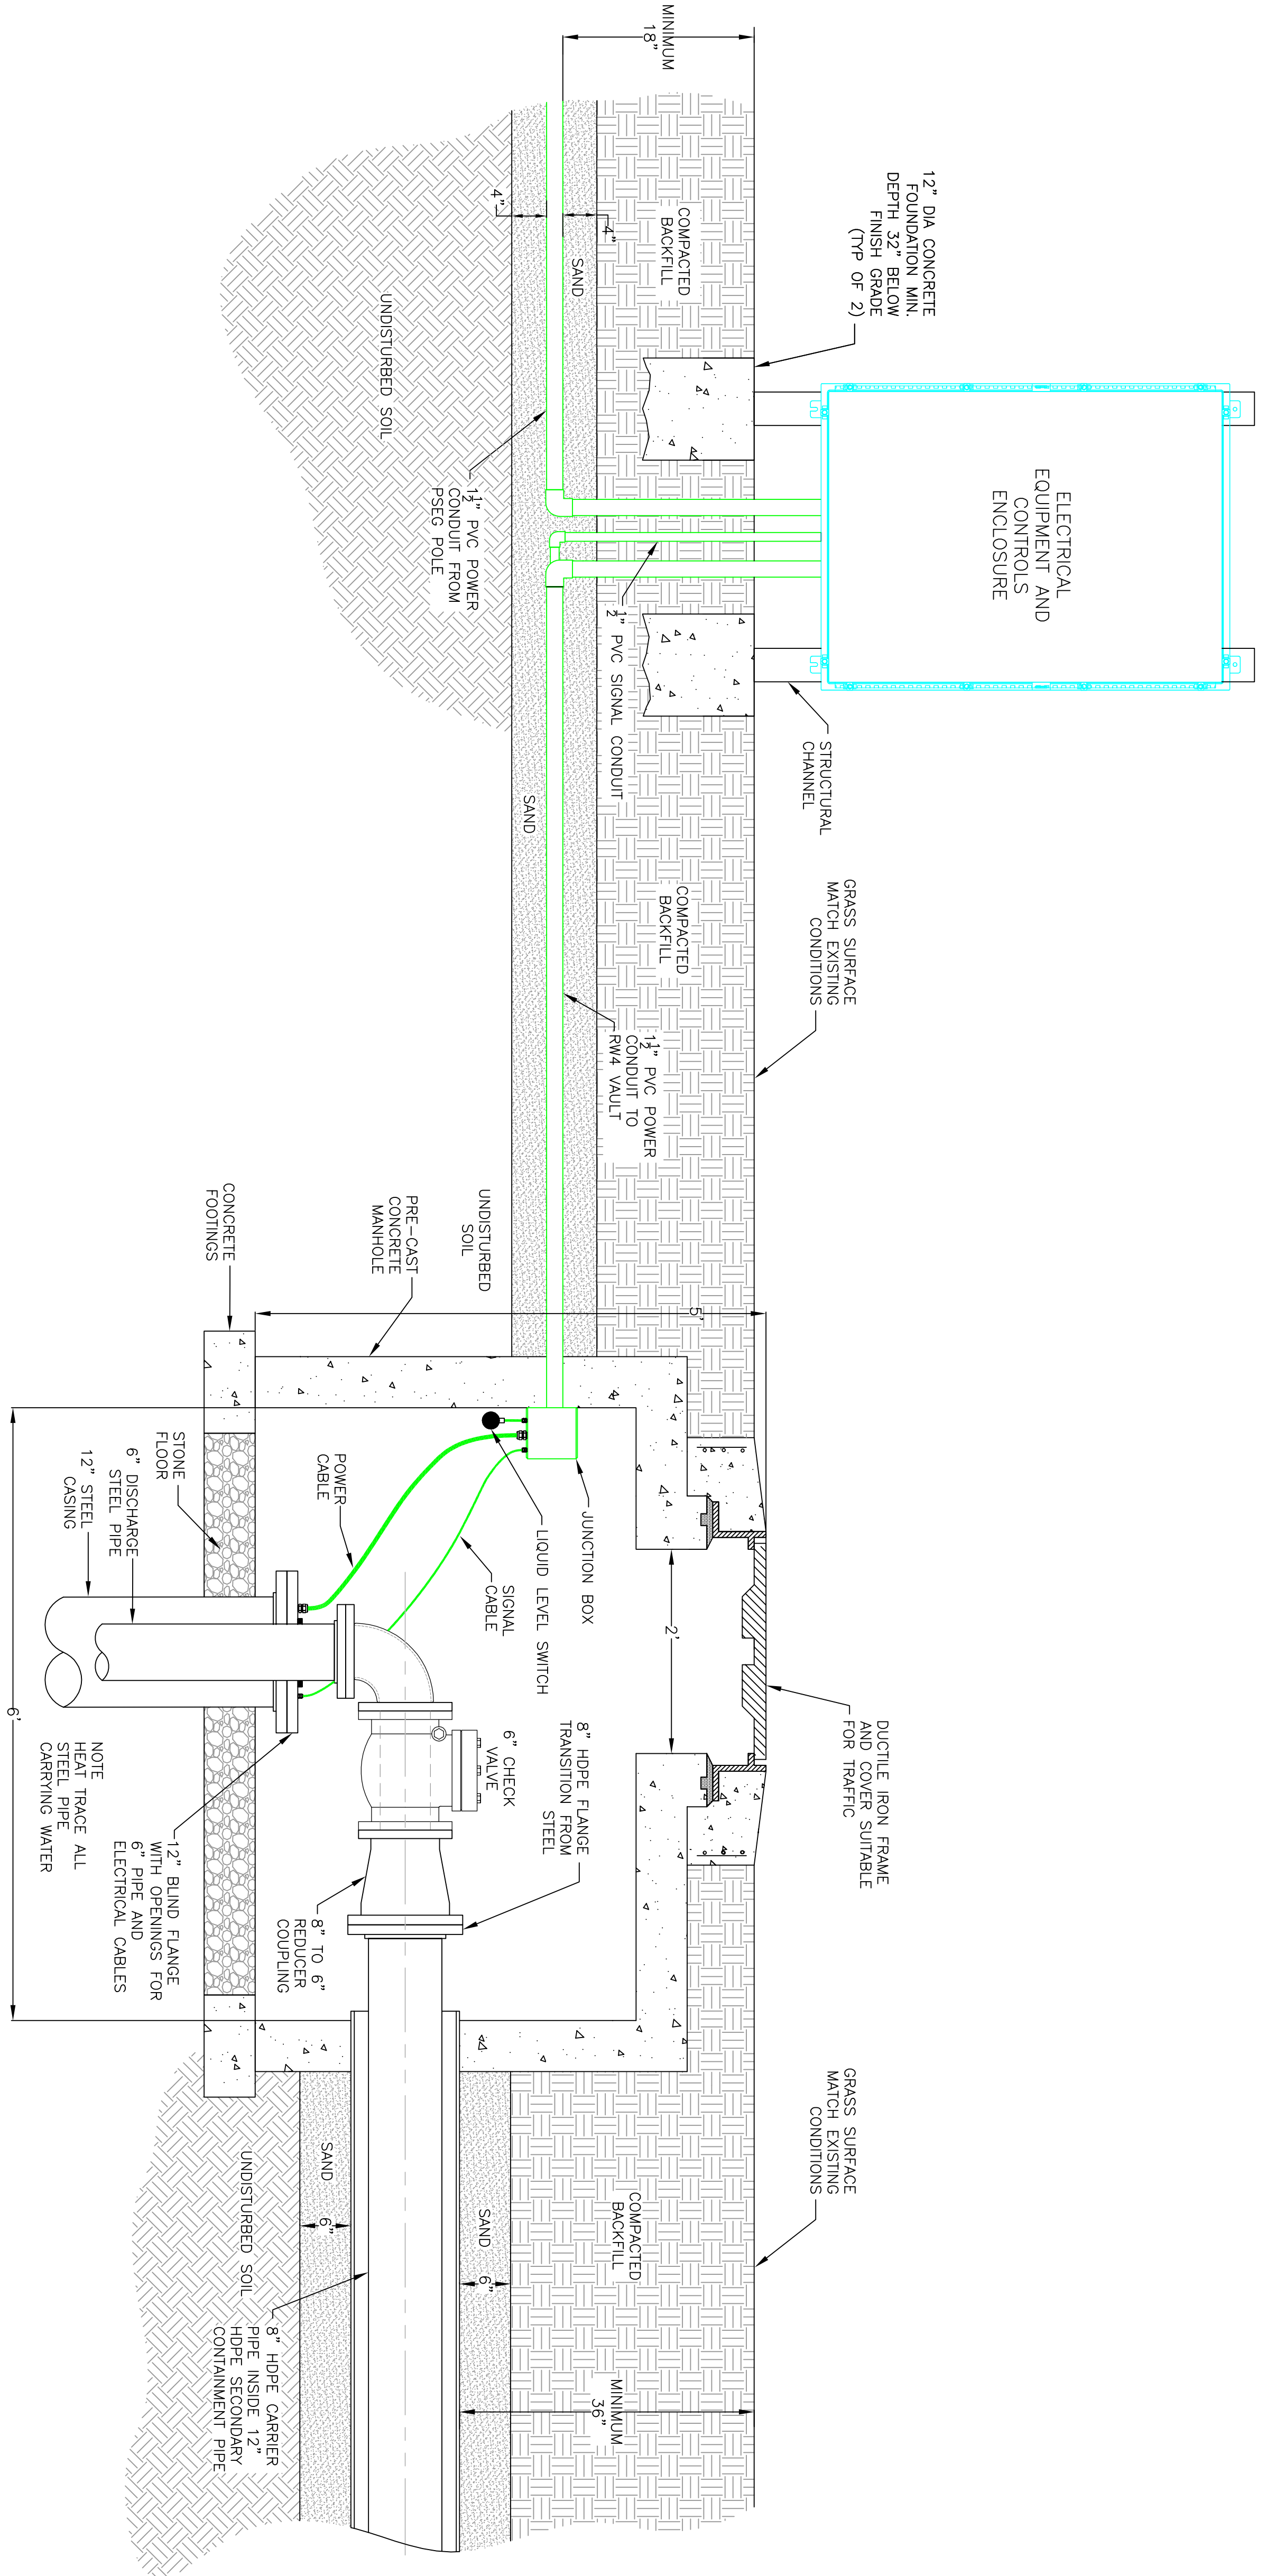 MINIMUM
18"
12" DIA CONCRETE
FOUNDATION MIN.
DEPTH 32" BELOW
FINISH GRADE
(TYP OF 2)
ELECTRICAL
EQUIPMENT AND
CONTROLS
ENCLOSURE
STRUCTURAL
CHANNEL
GRASS SURFACE
MATCH EXISTING
CONDITIONS
DUCTILE IRON FRAME
AND COVER SUITABLE
FOR TRAFFIC
GRASS SURFACE
MATCH EXISTING
CONDITIONS
COMPACTED
BACKFILL
SAND
4"
4"
UNDISTURBED SOIL
1 1/2" PVC POWER
CONDUIT FROM
PSEG POLE
1/2" PVC SIGNAL CONDUIT
SAND
COMPACTED
BACKFILL
1 1/2" PVC POWER
CONDUIT TO
RW4 VAULT
UNDISTURBED
SOIL
PRE-CAST
CONCRETE
MANHOLE
CONCRETE
FOOTINGS
5'
2'
JUNCTION BOX
LIQUID LEVEL SWITCH
SIGNAL
CABLE
POWER
CABLE
STONE
FLOOR
6" DISCHARGE
STEEL PIPE
12" STEEL
CASING
6'
8" HDPE FLANGE
TRANSITION FROM
STEEL
6" CHECK
VALVE
8" TO 6"
REDUCER
COUPLING
12" BLIND FLANGE
WITH OPENINGS FOR
6" PIPE AND
ELECTRICAL CABLES
NOTE
HEAT TRACE ALL
STEEL PIPE
CARRYING WATER
COMPACTED
BACKFILL
MINIMUM
36"
SAND
6"
SAND
6"
UNDISTURBED SOIL
8" HDPE CARRIER
PIPE INSIDE 12"
HDPE SECONDARY
CONTAINMENT PIPE